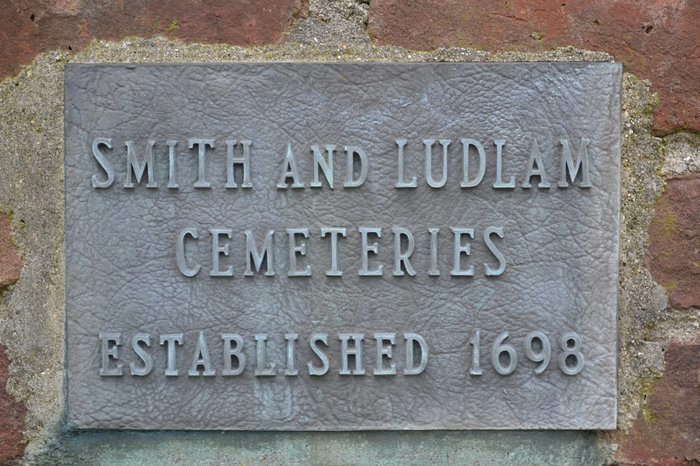 SMITH AND LUDLAM
CEMETERIES
ESTABLISHED 1698